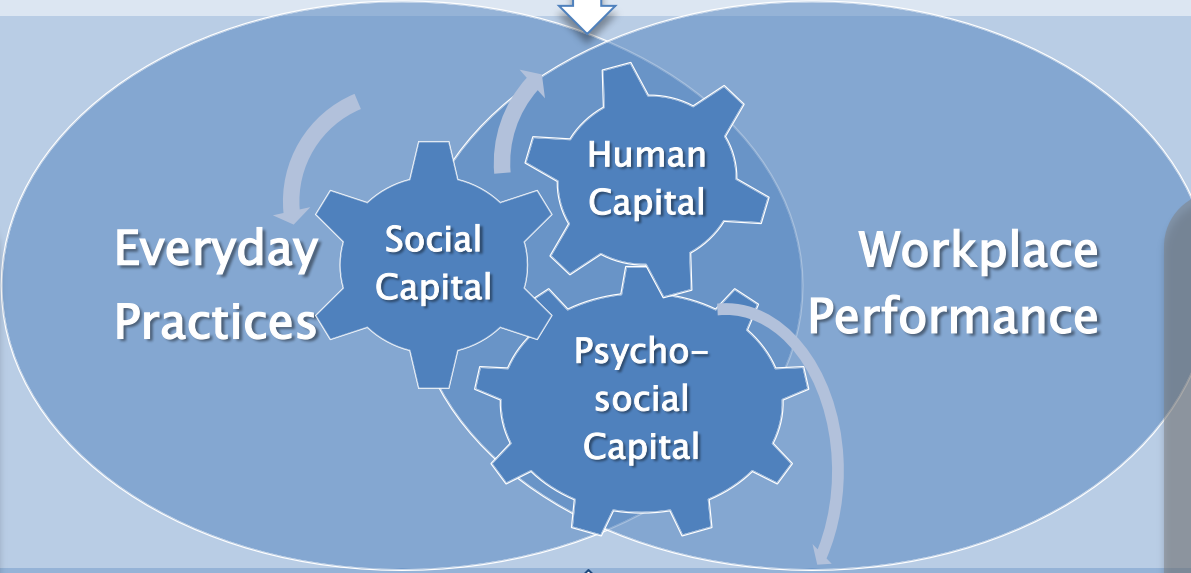 Everyday
Practices
Social
Capital
Human
Capital
Psycho-
social
Capital
Workplace
Performance